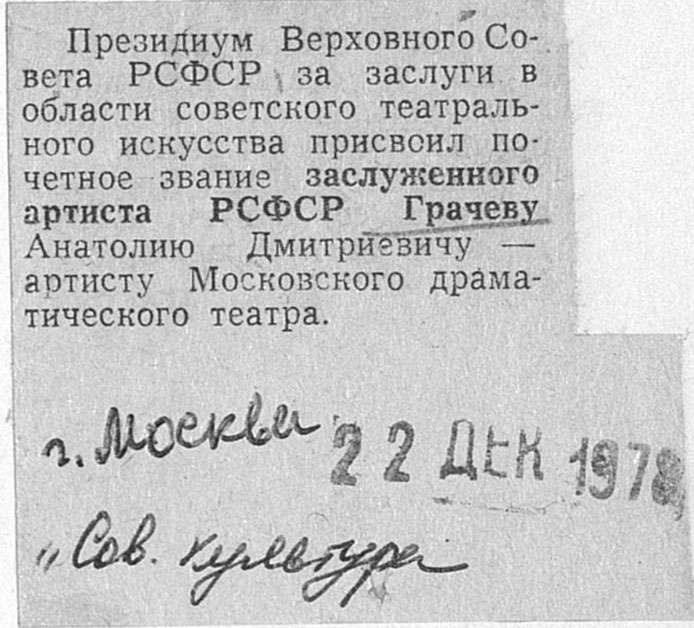 Президиум Верховного Со-
вета РСФСР за заслуги в
области советского театраль-
ного искусства присвоил по-
четное звание заслуженного
артиста РСФСР Грачеву
Анатолию Дмитриевичу —
артисту Московского драма-
тического театра.
г. Москва 22 ДЕК 1978
„Сов. культура